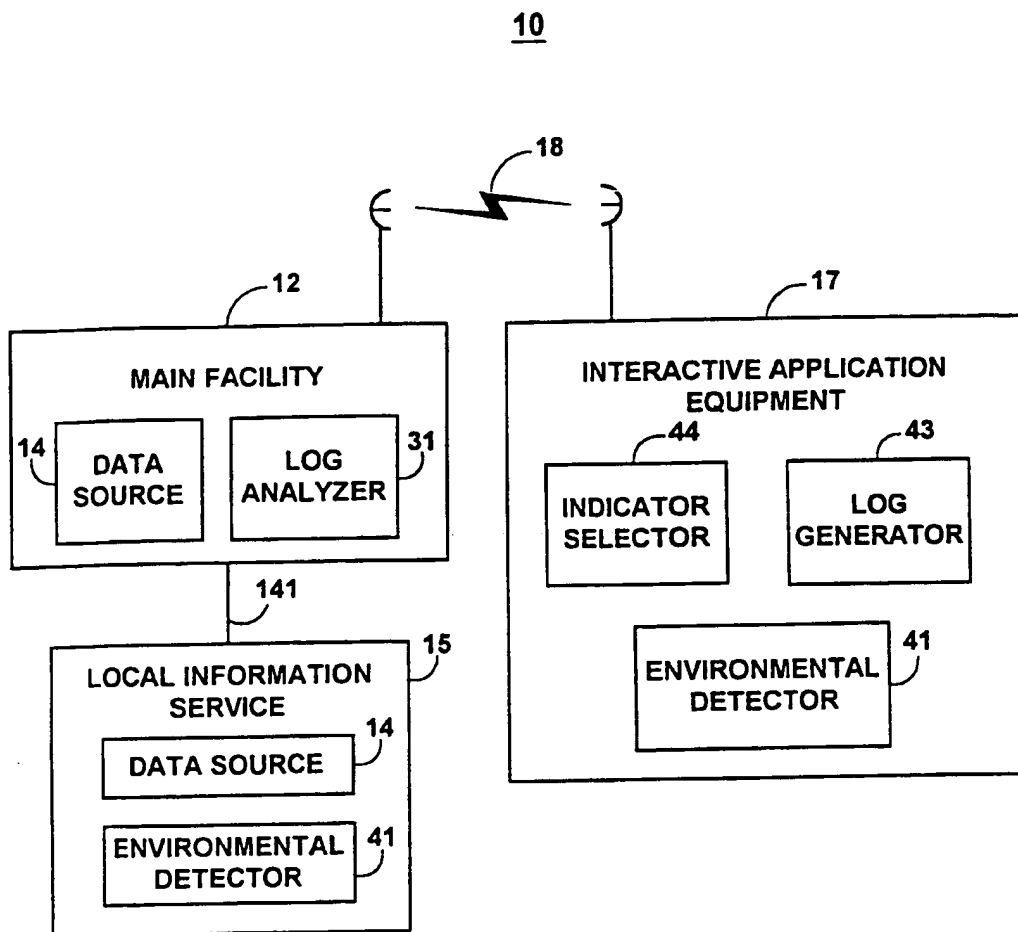 10
18
12
17
MAIN FACILITY
14
DATA
SOURCE
31
LOG
ANALYZER
INTERACTIVE APPLICATION
EQUIPMENT
44
INDICATOR
SELECTOR
43
LOG
GENERATOR
41
ENVIRONMENTAL
DETECTOR
141
15
LOCAL INFORMATION
SERVICE
14
DATA SOURCE
41
ENVIRONMENTAL
DETECTOR